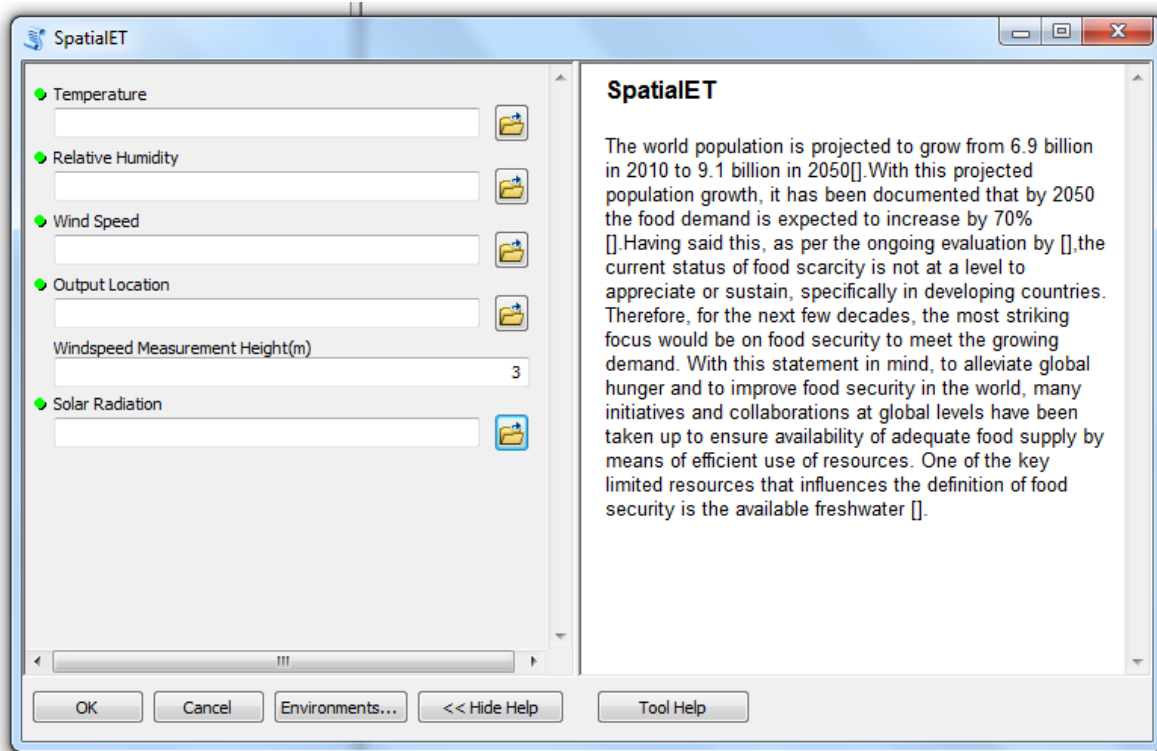 SpatialET
Temperature
Relative Humidity
Wind Speed
Output Location
Windspeed Measurement Height(m)
3
Solar Radiation
SpatialET
The world population is projected to grow from 6.9 billion
in 2010 to 9.1 billion in 2050[].With this projected
population growth, it has been documented that by 2050
the food demand is expected to increase by 70%
[].Having said this, as per the ongoing evaluation by [],the
current status of food scarcity is not at a level to
appreciate or sustain, specifically in developing countries.
Therefore, for the next few decades, the most striking
focus would be on food security to meet the growing
demand. With this statement in mind, to alleviate global
hunger and to improve food security in the world, many
initiatives and collaborations at global levels have been
taken up to ensure availability of adequate food supply by
means of efficient use of resources. One of the key
limited resources that influences the definition of food
security is the available freshwater [].
OK Cancel Environments... << Hide Help Tool Help